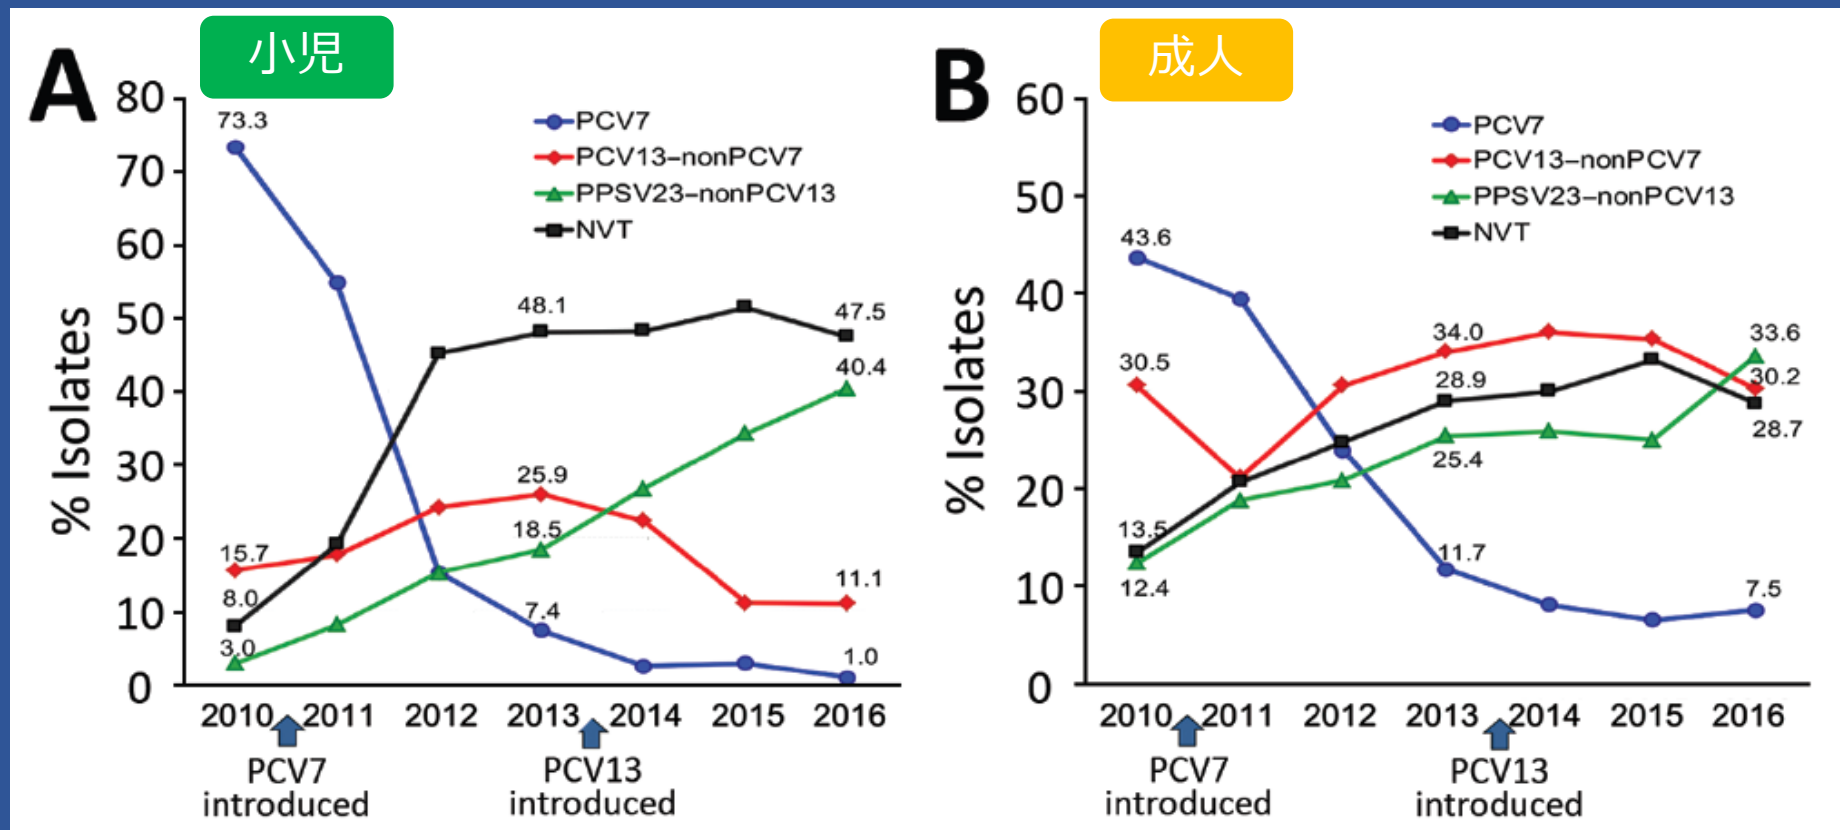 A
小児
80
70
60
50
40
30
20
10
0
% Isolates
PCV7
PCV13–nonPCV7
PPSV23–nonPCV13
NVT
73.3
15.7
8.0
3.0
48.1
25.9
18.5
7.4
47.5
40.4
11.1
1.0
2010 2011 2012 2013 2014 2015 2016
PCV7
introduced
PCV13
introduced
B
成人
60
50
40
30
20
10
0
% Isolates
PCV7
PCV13–nonPCV7
PPSV23–nonPCV13
NVT
43.6
30.5
13.5
12.4
34.0
28.9
25.4
11.7
33.6
30.2
28.7
7.5
2010 2011 2012 2013 2014 2015 2016
PCV7
introduced
PCV13
introduced